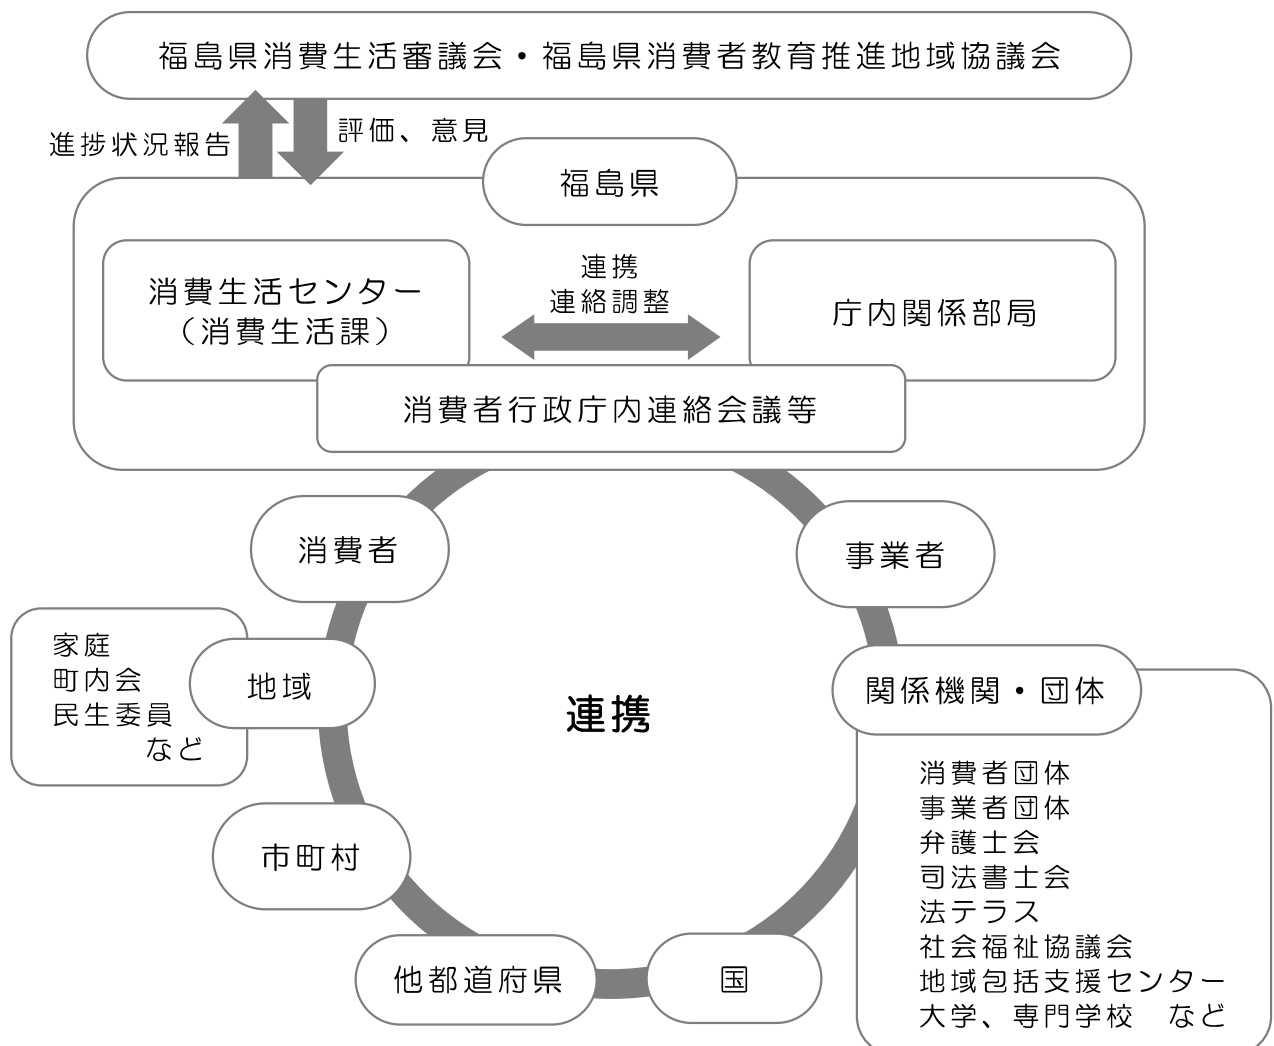 福島県消費生活審議会・福島県消費者教育推進地域協議会
進捗状況報告
評価、意見
福島県
消費生活センター
（消費生活課）
連携
連絡調整
庁内関係部局
消費者行政庁内連絡会議等
消費者
事業者
家庭
町内会
民生委員
など
地域
連携
関係機関・団体
消費者団体
事業者団体
弁護士会
司法書士会
法テラス
社会福祉協議会
地域包括支援センター
大学、専門学校　など
市町村
他都道府県
国